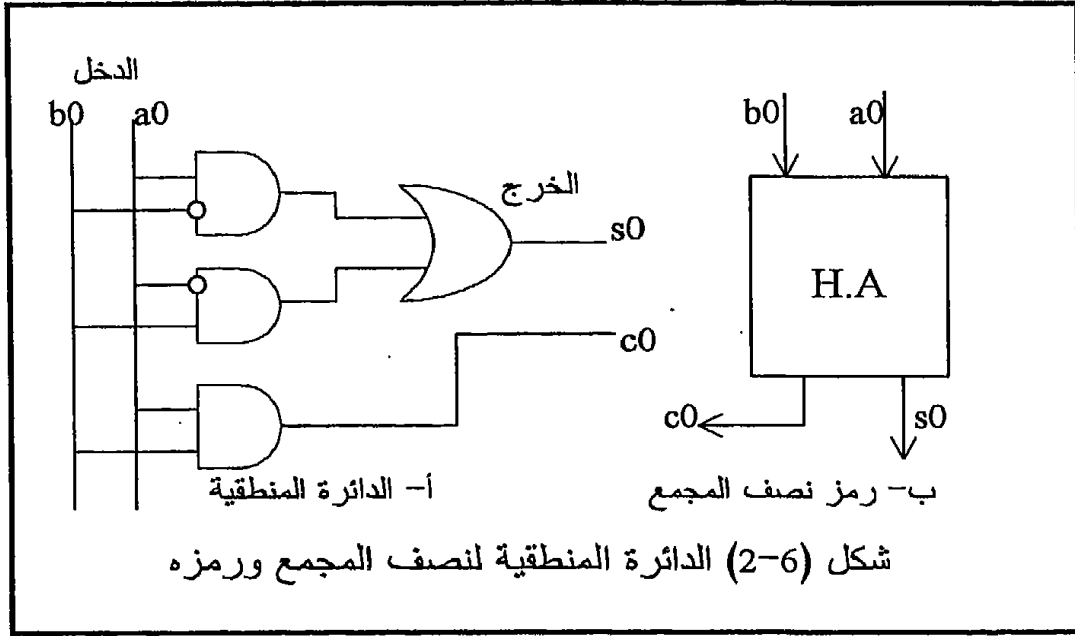 الدخل
b0 a0
الخرج
s0
c0
أ- الدائرة المنطقية
b0 a0
H.A
c0 s0
ب- رمز نصف المجمع
شكل (6-2) الدائرة المنطقية لنصف المجمع ورمزه